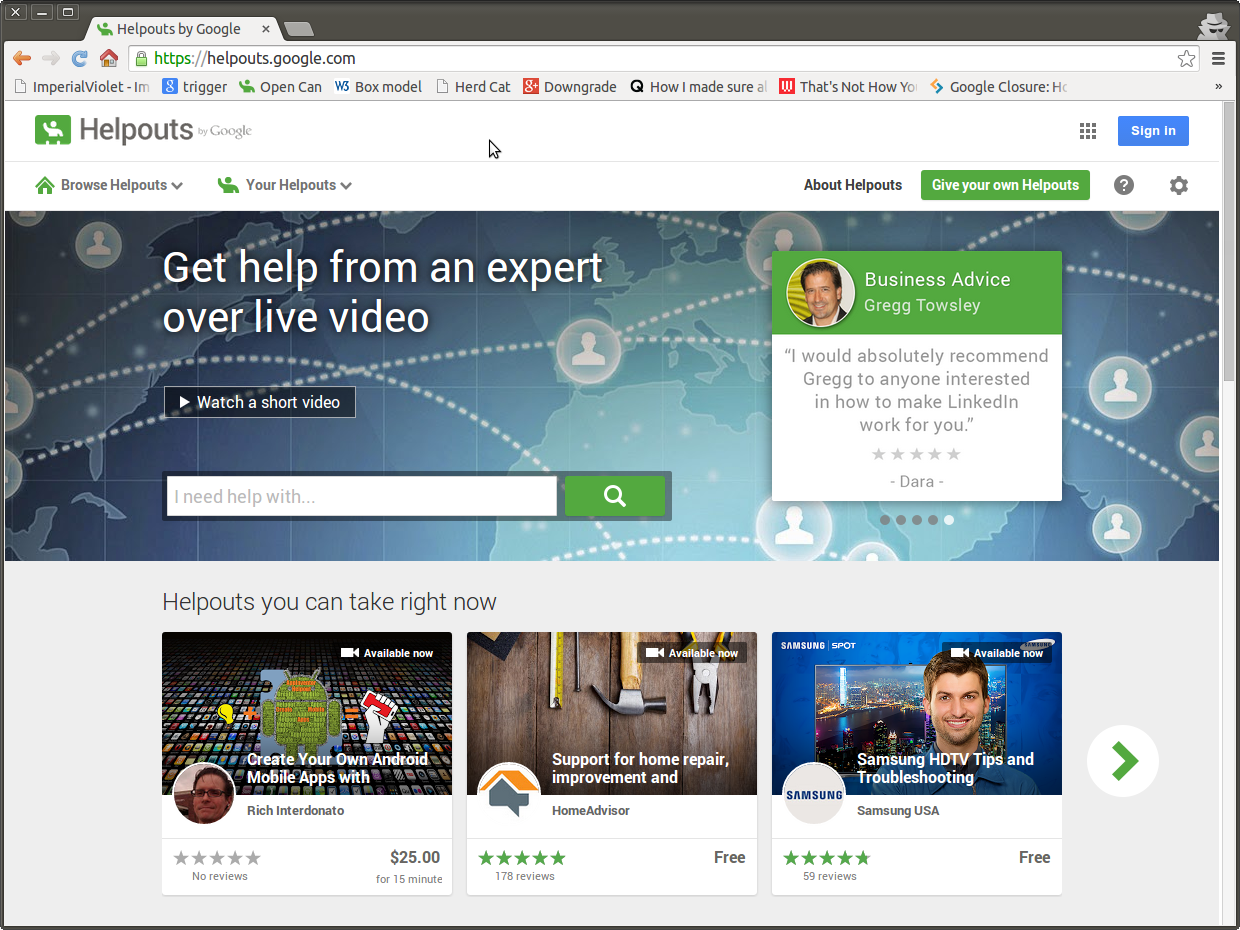 Helpouts by Google
https://helpouts.google.com
ImperialViolet - Im
trigger
Open Can
W3 Box model
Herd Cat
Downgrade
How I made sure al
That's Not How You
Google Closure: Ho
»
Helpouts by Google
Sign in
Browse Helpouts
Your Helpouts
About Helpouts
Give your own Helpouts
?
Get help from an expert
over live video
Watch a short video
I need help with...
Business Advice
Gregg Towsley
“I would absolutely recommend
Gregg to anyone interested
in how to make LinkedIn
work for you.”
- Dara -
Helpouts you can take right now
Available now
Create Your Own Android
Mobile Apps with
Rich Interdonato
No reviews
$25.00
for 15 minute
Available now
Support for home repair,
improvement and
HomeAdvisor
178 reviews
Free
SAMSUNG | SPOT
SAMSUNG
Available now
Samsung HDTV Tips and
Troubleshooting
SAMSUNG
Samsung USA
59 reviews
Free